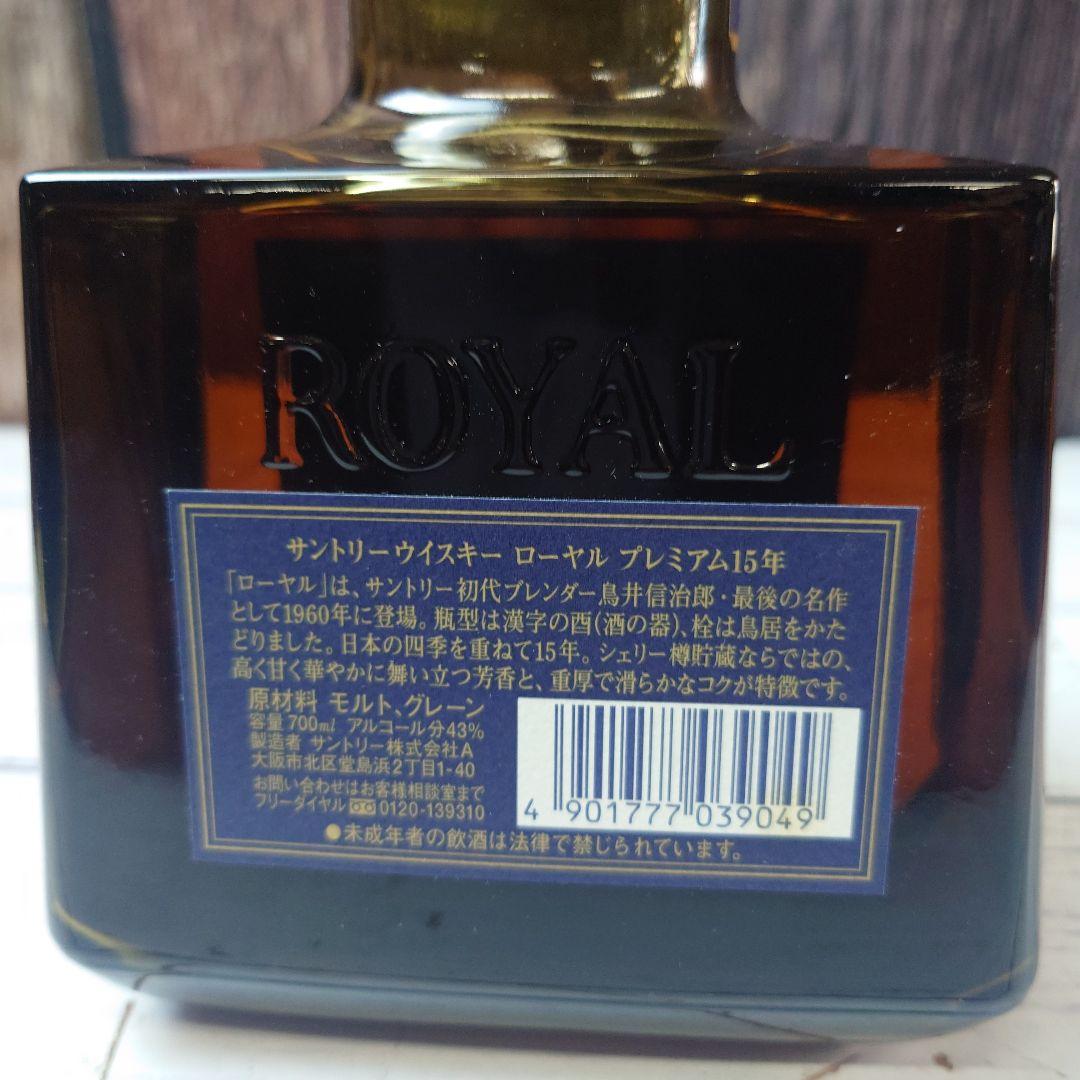 ROYAL
サントリーウイスキー ローヤル プレミアム15年
「ローヤル」は、サントリー初代ブレンダー鳥井信治郎・最後の名作
として1960年に登場。瓶型は漢字の酉(酒の器)、栓は鳥居をかた
どりました。日本の四季を重ねて15年。シェリー樽貯蔵ならではの、
高く甘く華やかに舞い立つ芳香と、重厚で滑らかなコクが特徴です。
原材料 モルト、グレーン
容量700ml アルコール分43%
製造者 サントリー株式会社A
大阪市北区堂島浜2丁目1-40
お問い合わせはお客様相談室まで
フリーダイヤル 0120-139310
4 901777 039049
●未成年者の飲酒は法律で禁じられています。